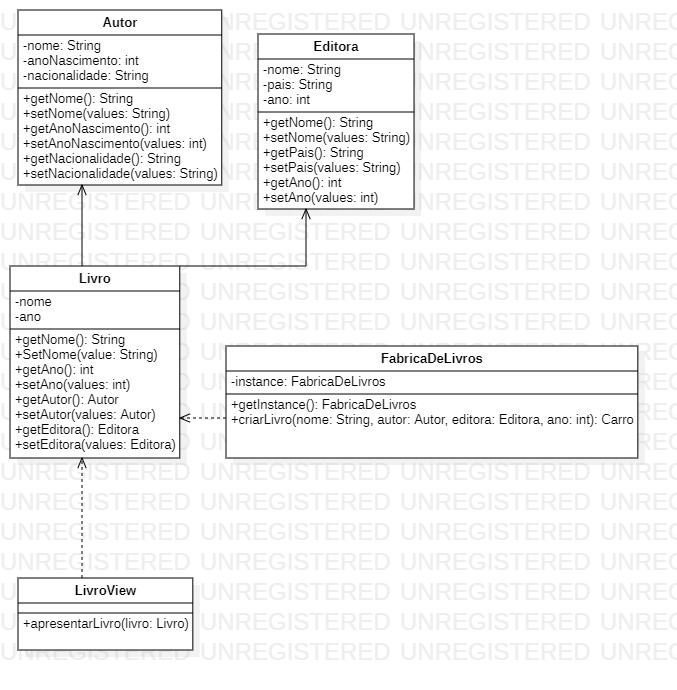 Autor
-nome: String
-anoNascimento: int
-nacionalidade: String
+getNome(): String
+setNome(values: String)
+getAnoNascimento(): int
+setAnoNascimento(values: int)
+getNacionalidade(): String
+setNacionalidade(values: String)
Editora
-nome: String
-pais: String
-ano: int
+getNome(): String
+setNome(values: String)
+getPais(): String
+setPais(values: String)
+getAno(): int
+setAno(values: int)
Livro
-nome
-ano
+getNome(): String
+SetNome(value: String)
+getAno(): int
+setAno(values: int)
+getAutor(): Autor
+setAutor(values: Autor)
+getEditora(): Editora
+setEditora(values: Editora)
FabricaDeLivros
-instance: FabricaDeLivros
+getInstance(): FabricaDeLivros
+criarLivro(nome: String, autor: Autor, editora: Editora, ano: int): Carro
LivroView
+apresentarLivro(livro: Livro)
UNREGISTERED